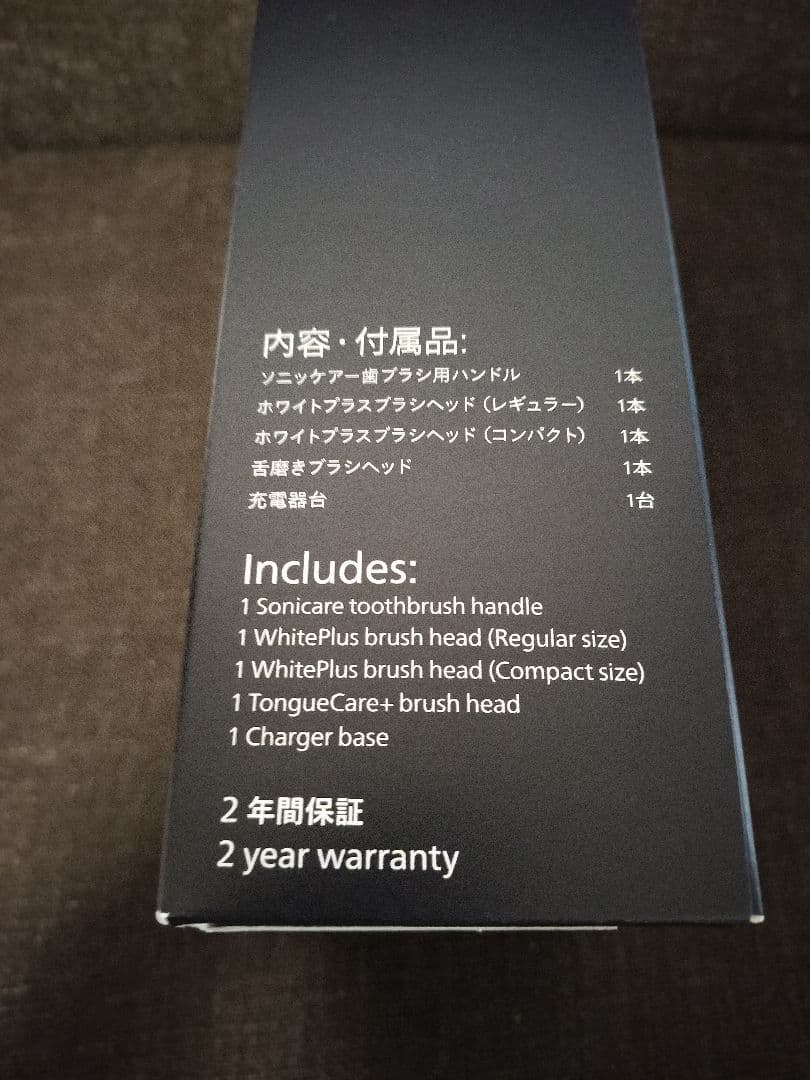 内容・付属品:
ソニッケアー歯ブラシ用ハンドル 1本
ホワイトプラスブラシヘッド（レギュラー） 1本
ホワイトプラスブラシヘッド（コンパクト） 1本
舌磨きブラシヘッド 1本
充電器台 1台
Includes:
1 Sonicare toothbrush handle
1 WhitePlus brush head (Regular size)
1 WhitePlus brush head (Compact size)
1 TongueCare+ brush head
1 Charger base
2 年間保証
2 year warranty